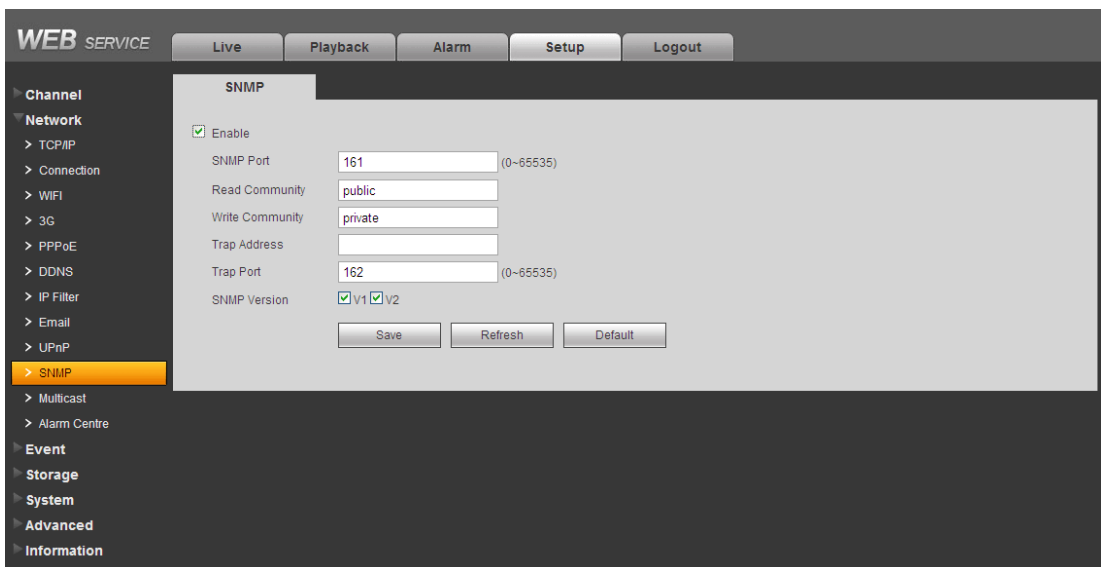 WEB SERVICE
Live
Playback
Alarm
Setup
Logout
Channel
Network
> TCP/IP
> Connection
> WIFI
> 3G
> PPPoE
> DDNS
> IP Filter
> Email
> UPnP
> SNMP
> Multicast
> Alarm Centre
Event
Storage
System
Advanced
Information
SNMP
Enable
SNMP Port 161 (0~65535)
Read Community public
Write Community private
Trap Address
Trap Port 162 (0~65535)
SNMP Version V1 V2
Save Refresh Default